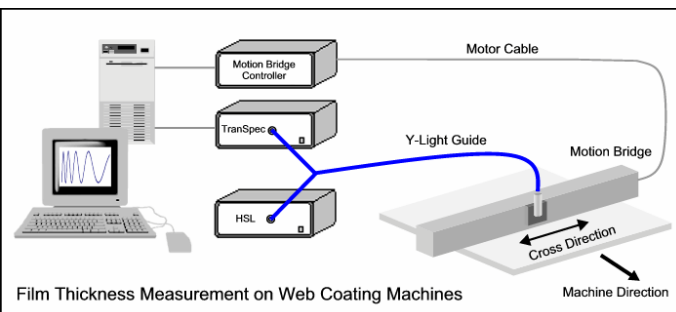 Motor Cable
Motion Bridge
Controller
TranSpec
Y-Light Guide
Motion Bridge
HSL
Cross Direction
Machine Direction
Film Thickness Measurement on Web Coating Machines